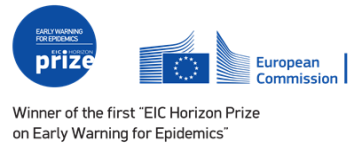 EARLY WARNING
FOR EPIDEMICS
EIC HORIZON
prize
European
Commission
Winner of the first "EIC Horizon Prize
on Early Warning for Epidemics"